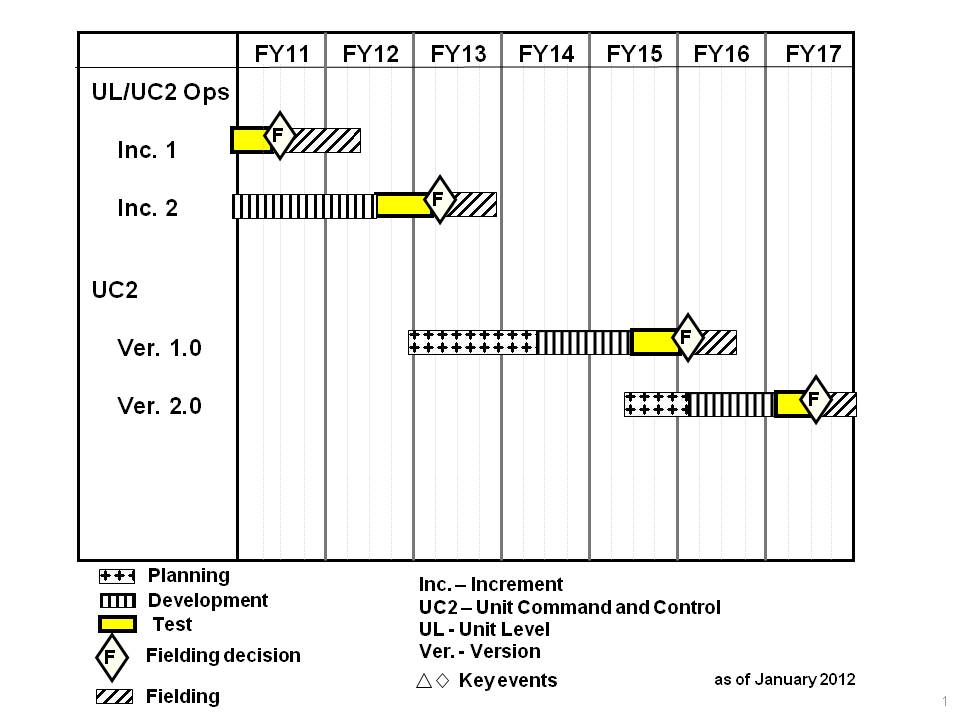 FY11 FY12 FY13 FY14 FY15 FY16 FY17
UL/UC2 Ops
F
Inc. 1
F
Inc. 2
UC2
F
Ver. 1.0
F
Ver. 2.0
Planning
Development
Test
F Fielding decision
Fielding
Inc. – Increment
UC2 – Unit Command and Control
UL - Unit Level
Ver. - Version
Key events
as of January 2012
1